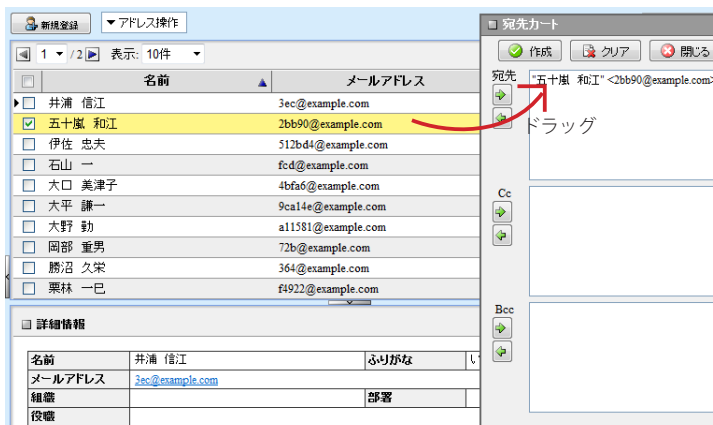 新規登録 ▼アドレス操作
1 ▼ /2 表示: 10件 ▼
名前 ▲ メールアドレス
井浦 信江 3ec@example.com
五十嵐 和江 2bb90@example.com
伊佐 忠夫 512bd4@example.com
石山 一 fcd@example.com
大口 美津子 4bfa6@example.com
大平 謙一 9ca14e@example.com
大野 勤 a11581@example.com
岡部 重男 72b@example.com
勝沼 久栄 364@example.com
栗林 一巳 f4922@example.com
詳細情報
名前 井浦 信江 ふりがな い
メールアドレス 3ec@example.com
組織 部署
役職
宛先カート
作成 クリア 閉じる
宛先 "五十嵐 和江" <2bb90@example.com>
ドラッグ
Cc
Bcc